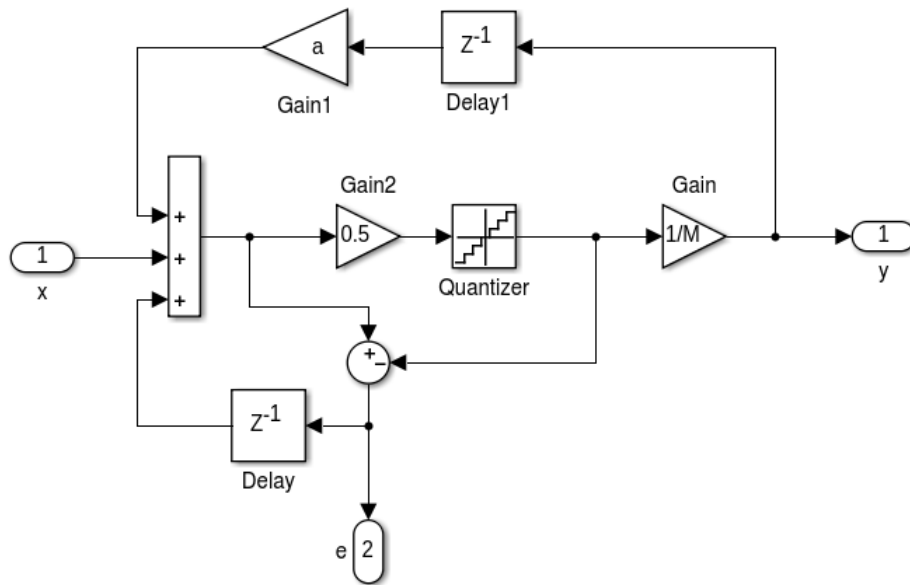 a
Z-1
Gain1
Delay1
+
+
+
Gain2
0.5
Quantizer
Gain
1/M
1
x
1
y
+
−
Z-1
Delay
e
2